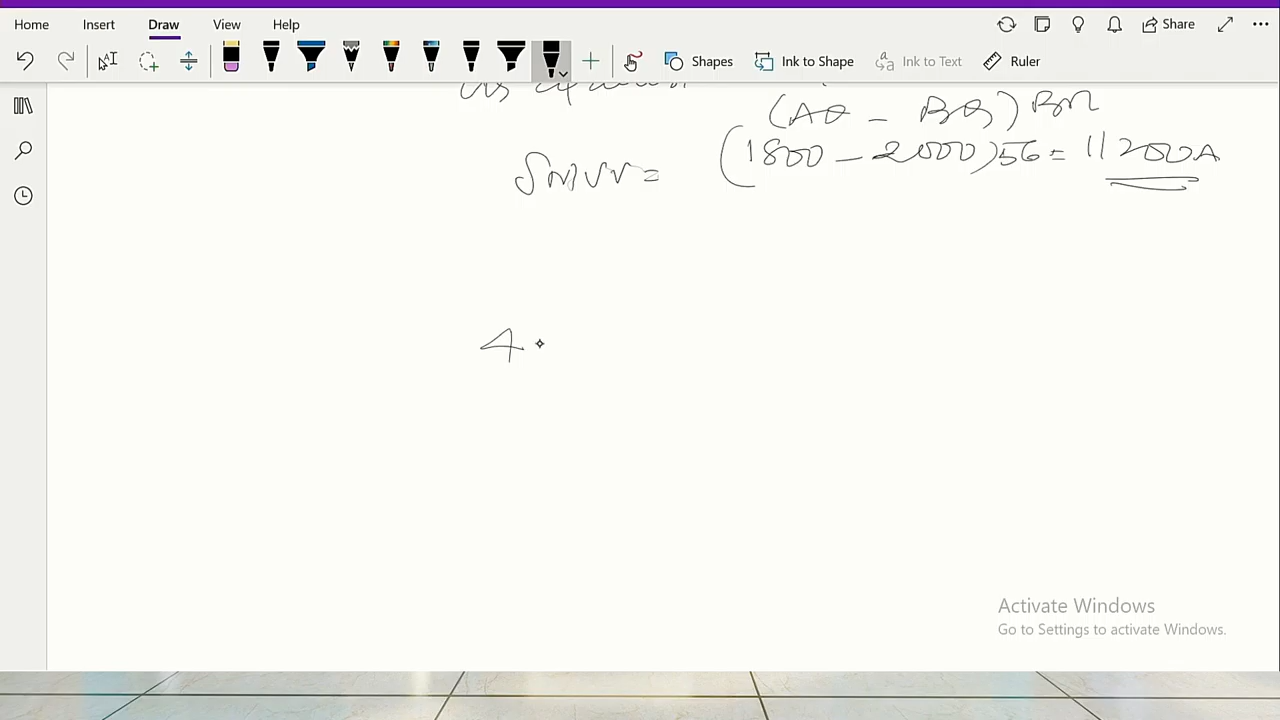 Home Insert Draw View Help Share
Ink to Shape Ink to Text Ruler Shapes
(AQ - BQ) BM
SMVV = (1800 - 2000)56 = 11200A
4.
Activate Windows
Go to Settings to activate Windows.